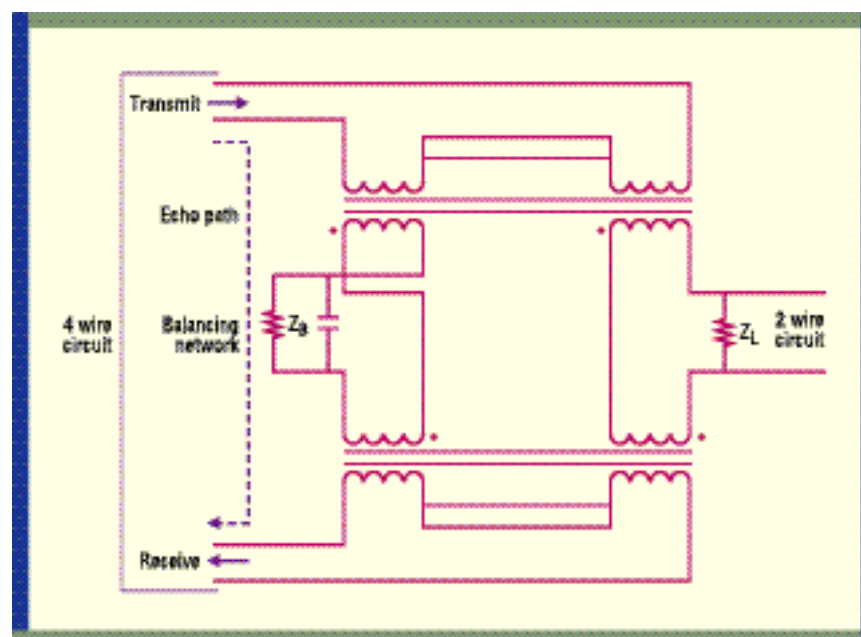 Transmit
Echo path
4 wire
circuit
Balancing
network
ZB
ZL
2 wire
circuit
Receive